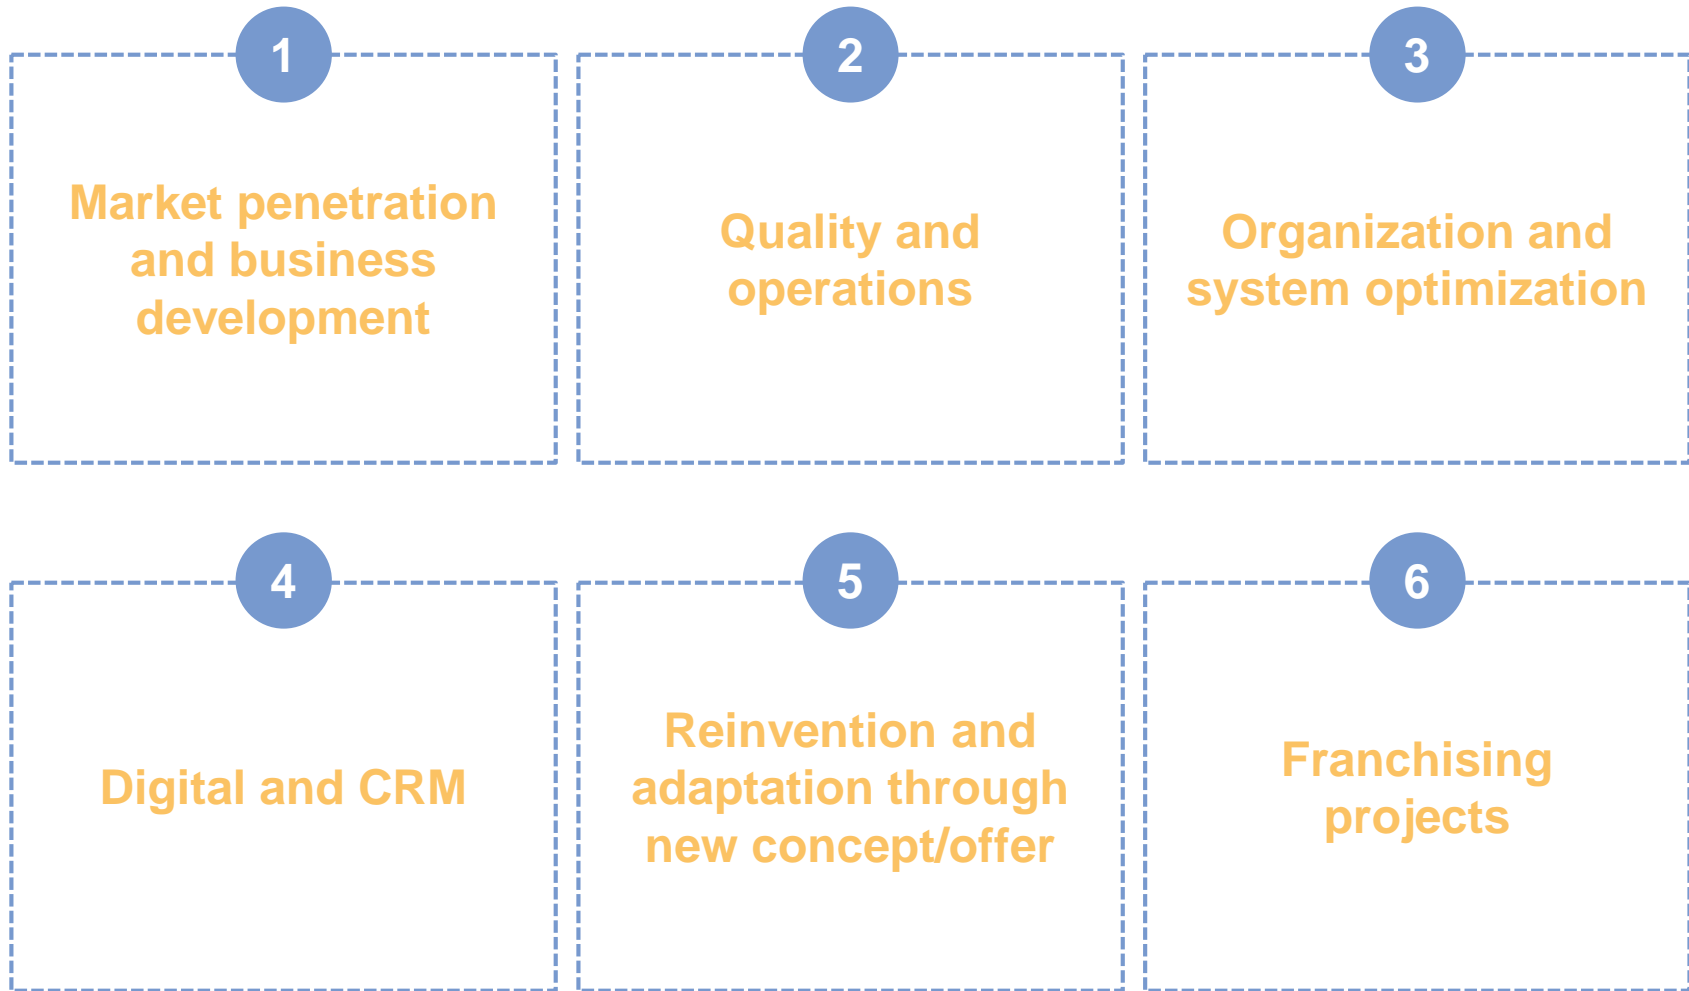 1
Market penetration
and business
development
2
Quality and
operations
3
Organization and
system optimization
4
Digital and CRM
5
Reinvention and
adaptation through
new concept/offer
6
Franchising
projects